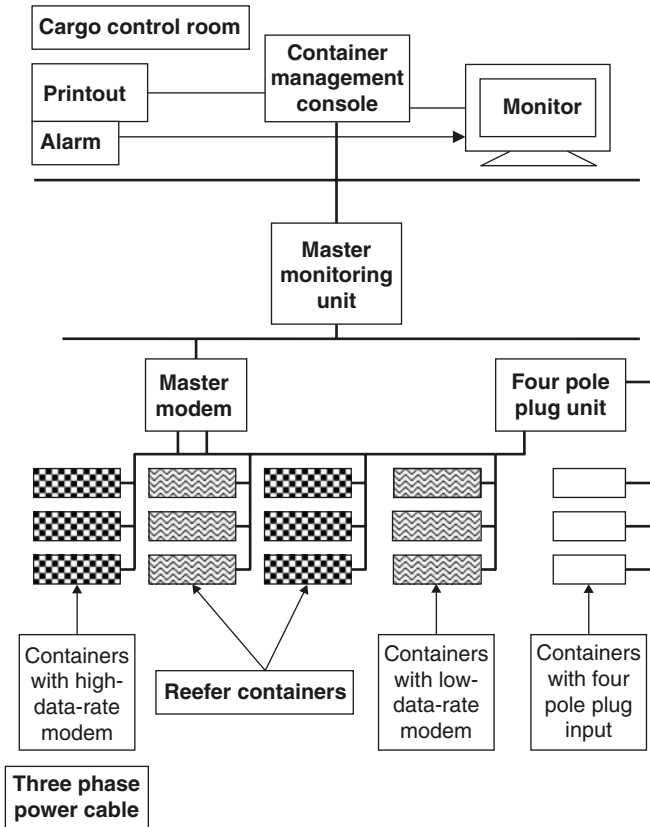 Cargo control room
Container
management
console
Printout
Monitor
Alarm
Master
monitoring
unit
Master
modem
Four pole
plug unit
Containers
with high-
data-rate
modem
Reefer containers
Containers
with low-
data-rate
modem
Containers
with four
pole plug
input
Three phase
power cable